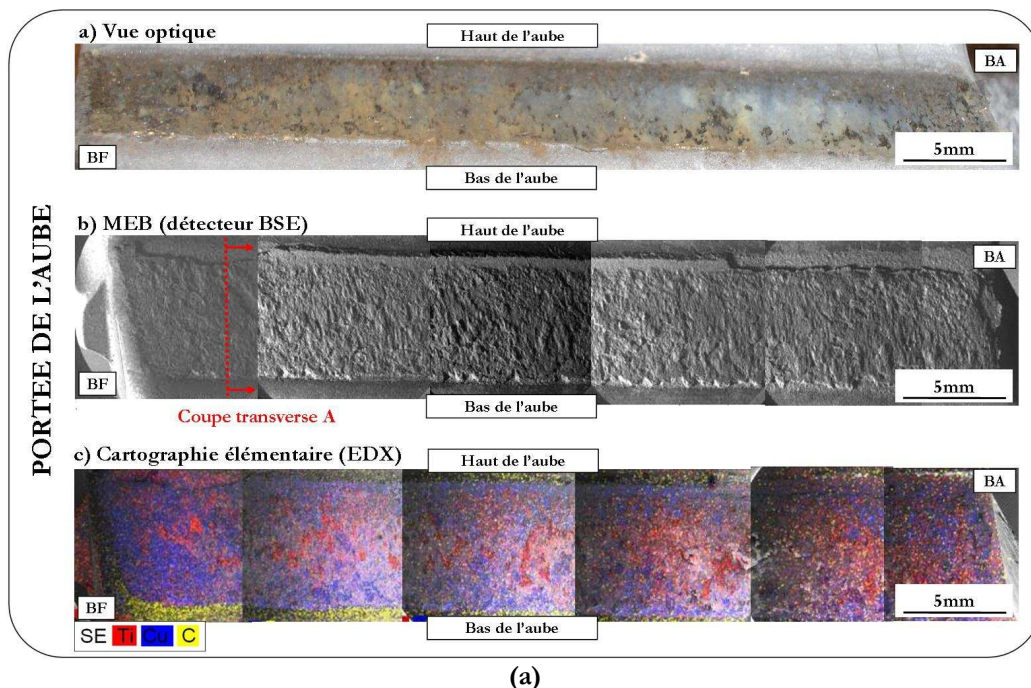 PORTEE DE L'AUBE
a) Vue optique
Haut de l'aube
BA
BF
5mm
Bas de l'aube
b) MEB (détecteur BSE)
Haut de l'aube
BA
BF
Coupe transverse A
5mm
Bas de l'aube
c) Cartographie élémentaire (EDX)
Haut de l'aube
BA
BF
5mm
Bas de l'aube
SE Ti Cu C
(a)